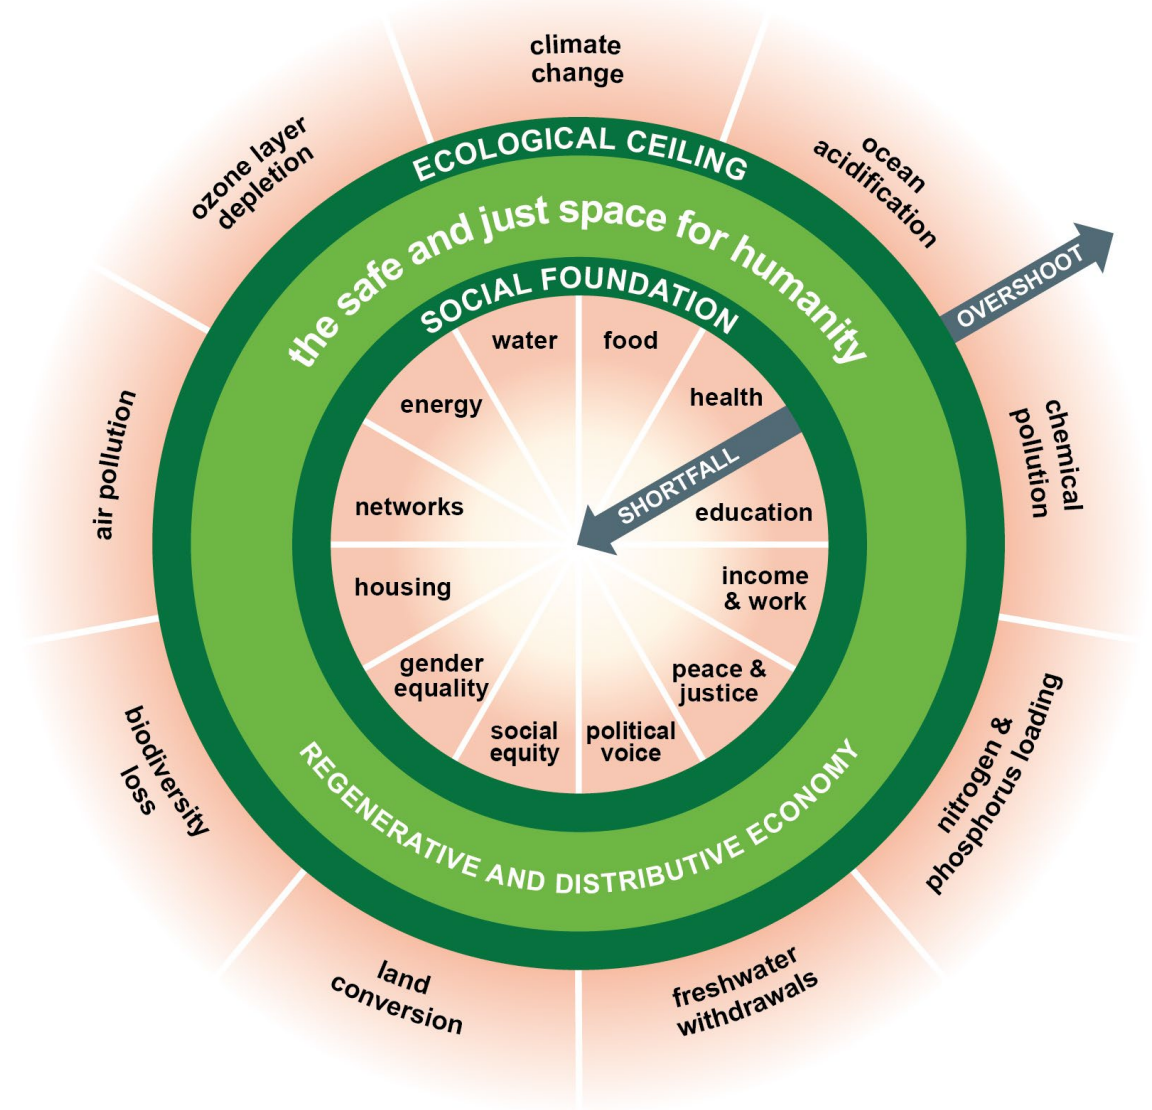 climate
change
ozone layer
depletion
ocean
acidification
ECOLOGICAL CEILING
the safe and just space for humanity
OVERSHOOT
SOCIAL FOUNDATION
water
food
energy
health
air pollution
chemical
pollution
SHORTFALL
networks
education
housing
income
& work
gender
equality
peace &
justice
social
equity
political
voice
biodiversity
loss
nitrogen &
phosphorus loading
REGENERATIVE AND DISTRIBUTIVE ECONOMY
land
conversion
freshwater
withdrawals